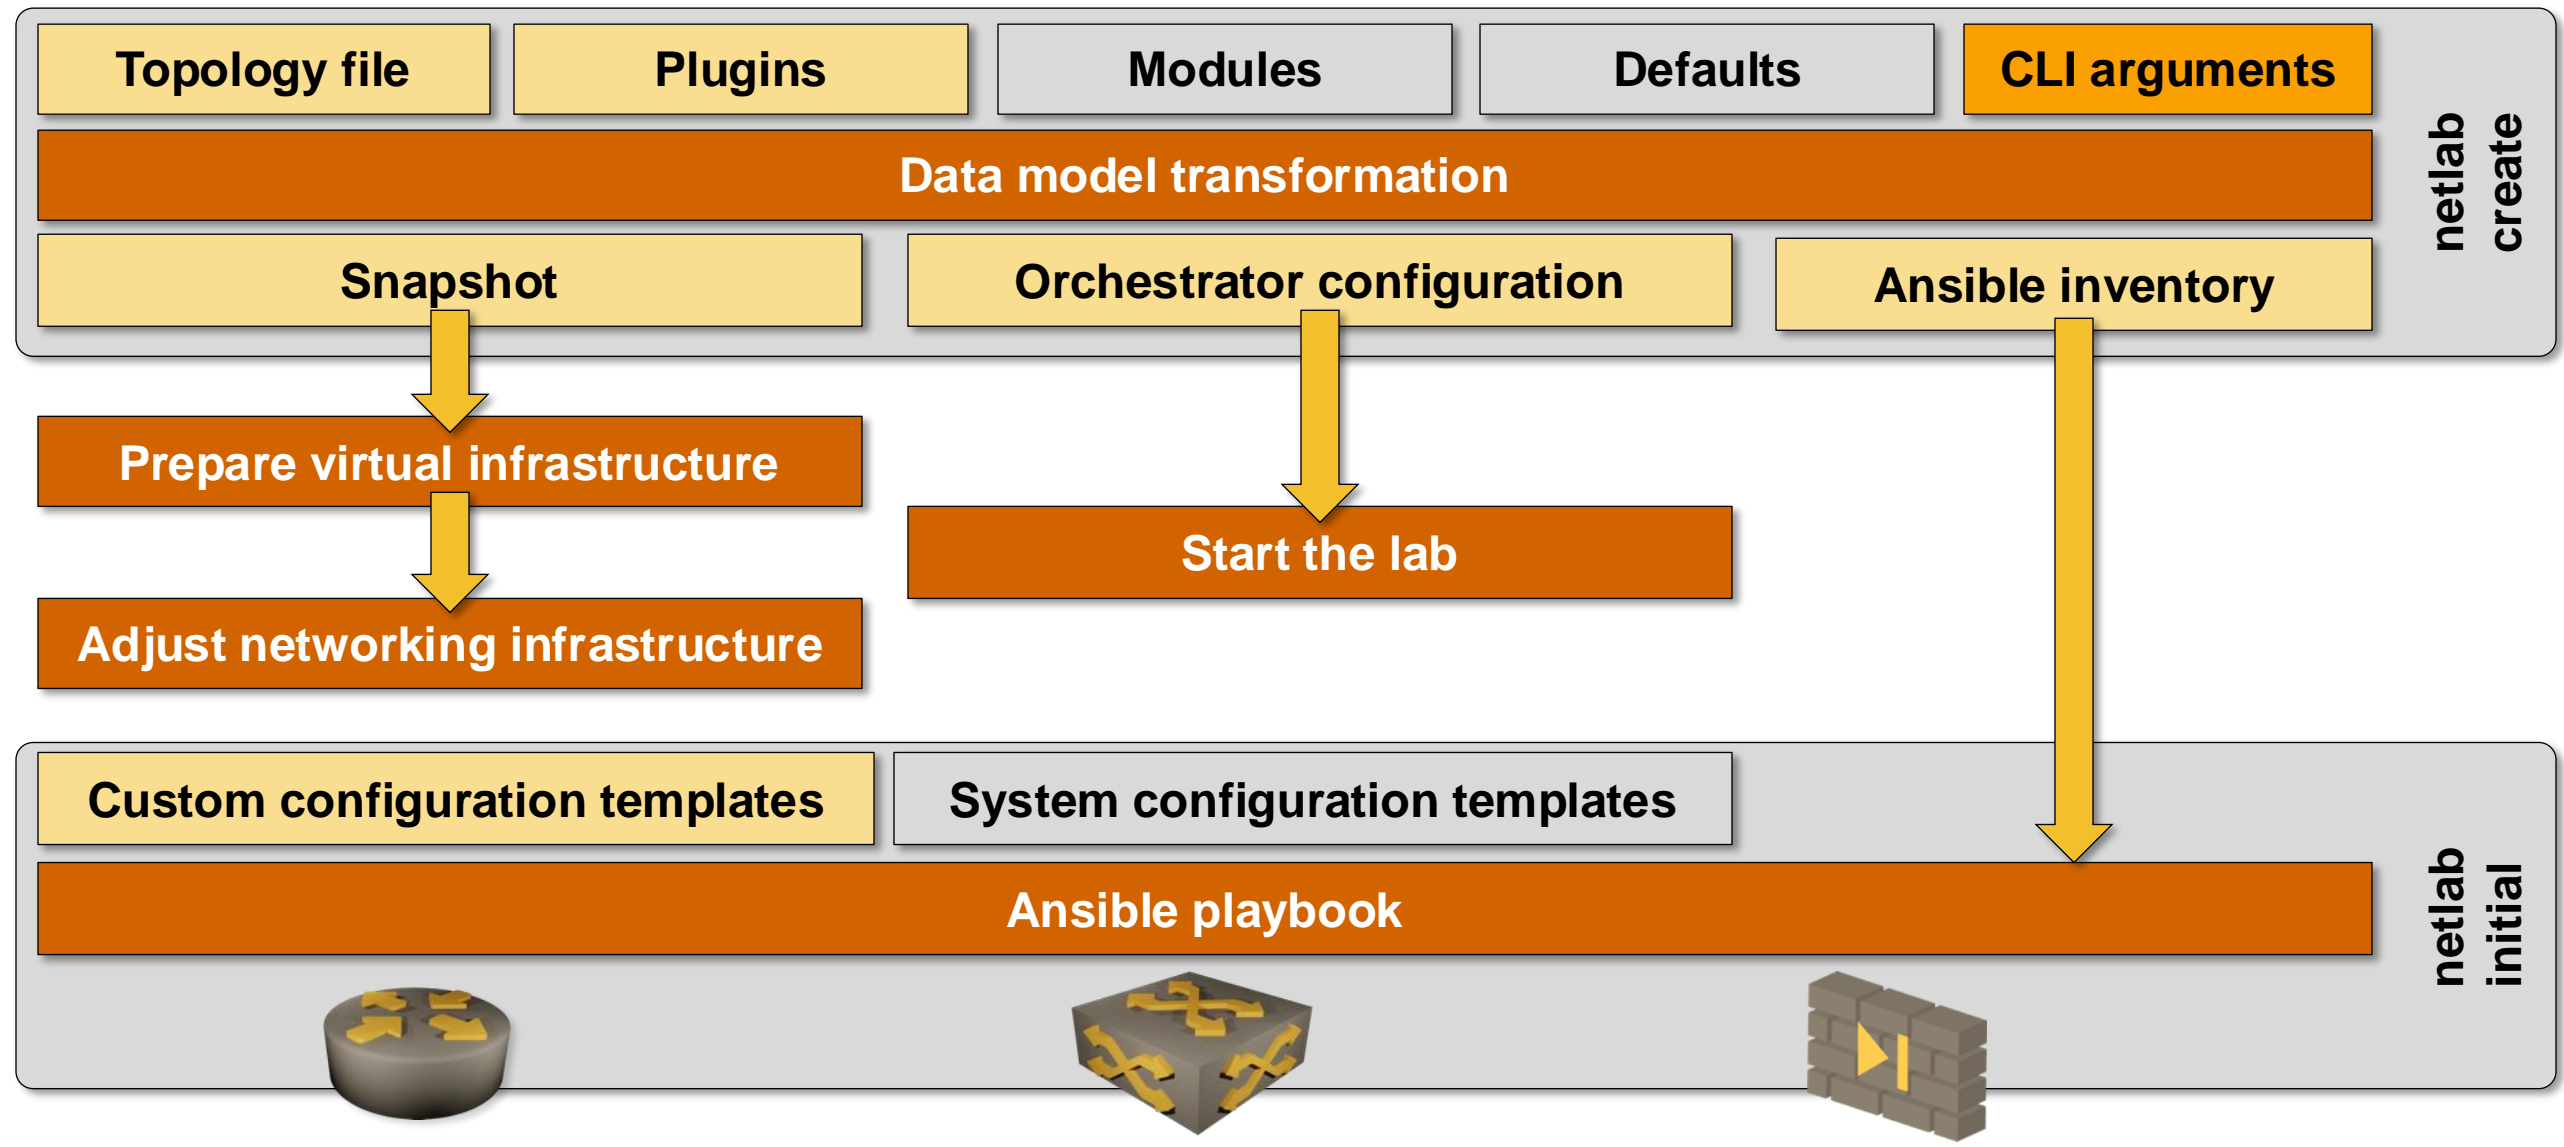 Topology file
Plugins
Modules
Defaults
CLI arguments
Data model transformation
netlab
create
Snapshot
Orchestrator configuration
Ansible inventory
Prepare virtual infrastructure
Start the lab
Adjust networking infrastructure
Custom configuration templates
System configuration templates
Ansible playbook
netlab
initial